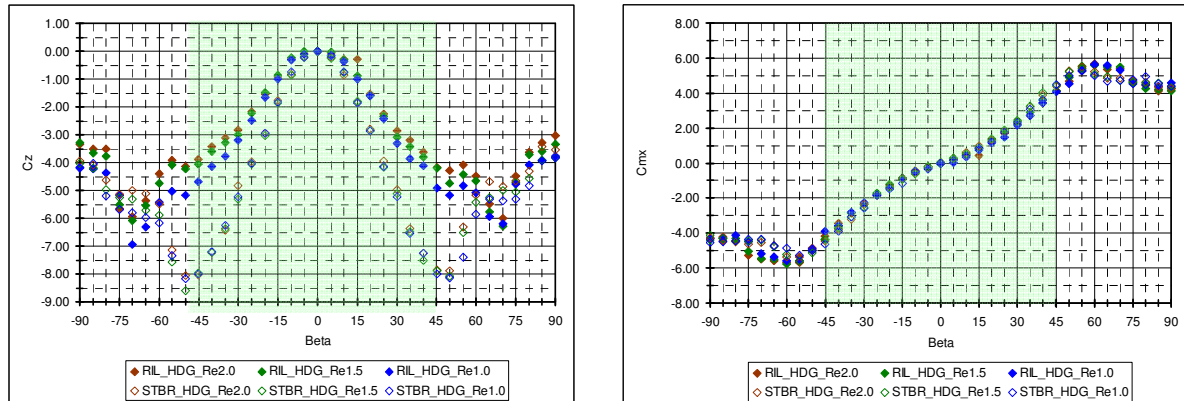 1.00
0.00
-1.00
-2.00
-3.00
-4.00
-5.00
-6.00
-7.00
-8.00
-9.00
Cz
-90 -75 -60 -45 -30 -15 0 15 30 45 60 75 90
Beta
RIL_HDG_Re2.0 RIL_HDG_Re1.5 RIL_HDG_Re1.0
STBR_HDG_Re2.0 STBR_HDG_Re1.5 STBR_HDG_Re1.0
8.00
6.00
4.00
2.00
0.00
-2.00
-4.00
-6.00
-8.00
Cmx
-90 -75 -60 -45 -30 -15 0 15 30 45 60 75 90
Beta
RIL_HDG_Re2.0 RIL_HDG_Re1.5 RIL_HDG_Re1.0
STBR_HDG_Re2.0 STBR_HDG_Re1.5 STBR_HDG_Re1.0